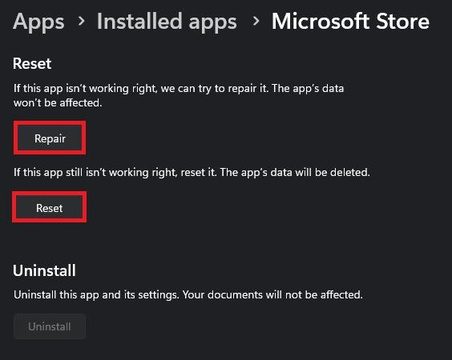 Apps > Installed apps > Microsoft Store
Reset
If this app isn't working right, we can try to repair it. The app's data
won't be affected.
Repair
If this app still isn't working right, reset it. The app's data will be deleted.
Reset
Uninstall
Uninstall this app and its settings. Your documents will not be affected.
Uninstall